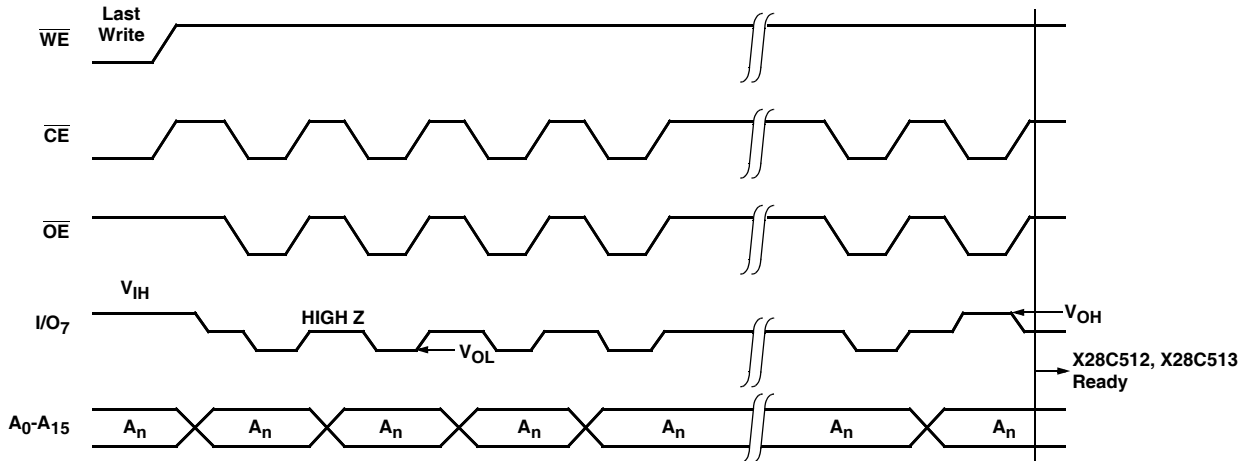 Last
Write
WE
CE
OE
VIH
I/O7
HIGH Z
VOL
VOH
X28C512, X28C513
Ready
A0-A15
An
An
An
An
An
An
An